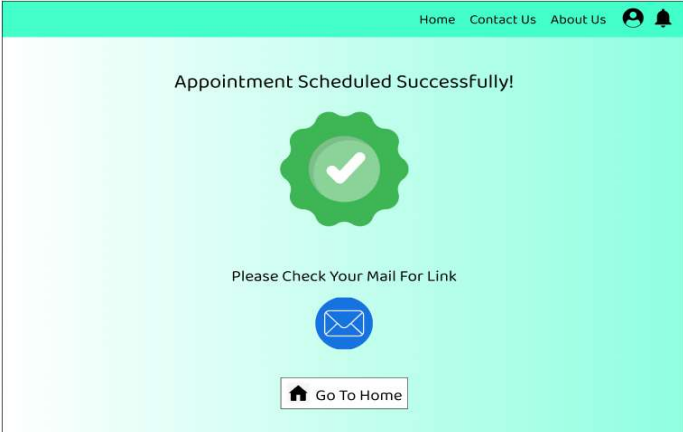 Home Contact Us About Us
Appointment Scheduled Successfully!
Please Check Your Mail For Link
Go To Home